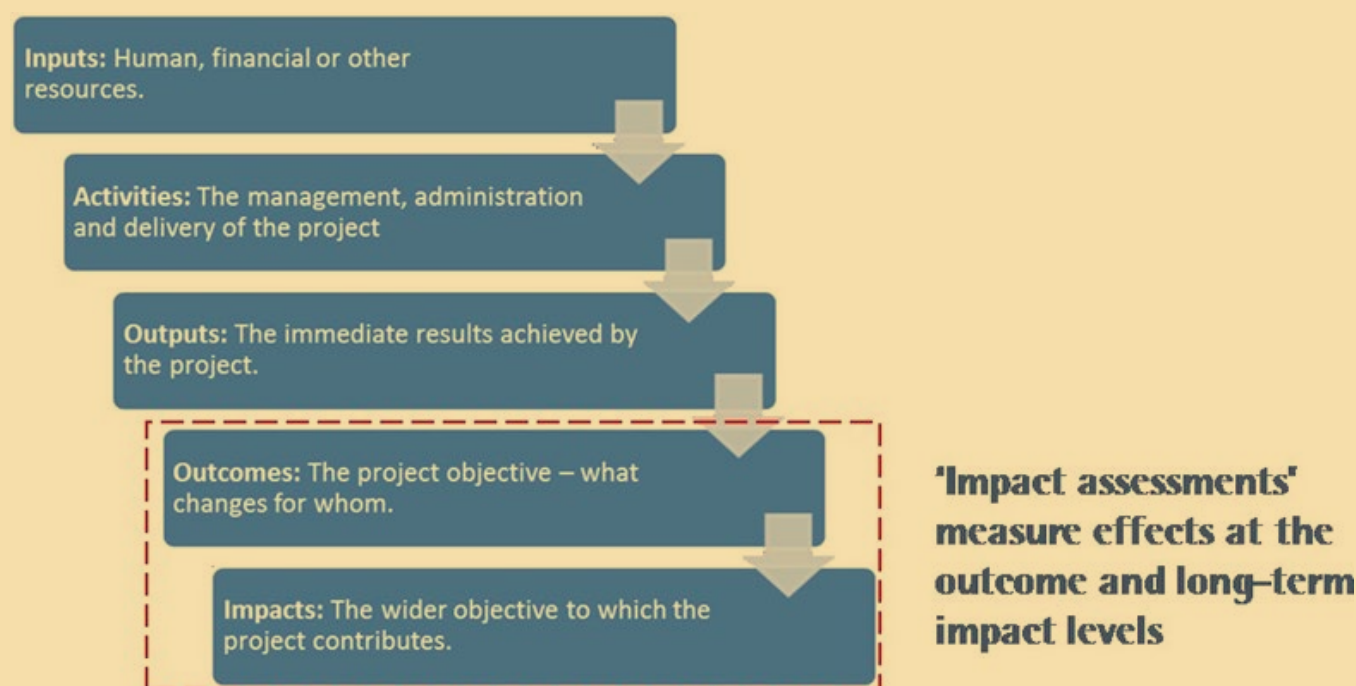 Inputs: Human, financial or other
resources.
Activities: The management, administration
and delivery of the project
Outputs: The immediate results achieved by
the project.
Outcomes: The project objective – what
changes for whom.
Impacts: The wider objective to which the
project contributes.
'Impact assessments'
measure effects at the
outcome and long–term
impact levels